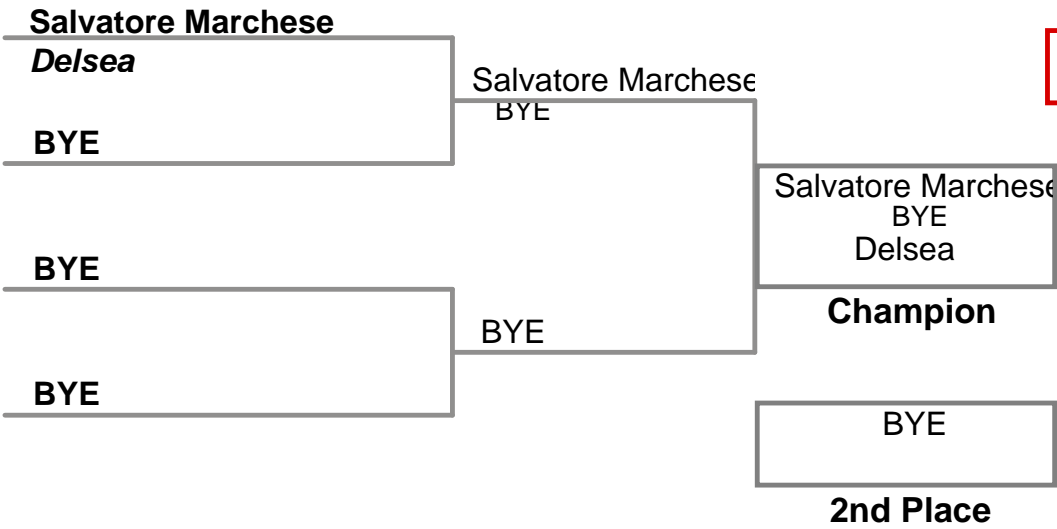 Salvatore Marchese
Delsea
BYE
BYE
BYE
Salvatore Marchese
BYE
BYE
Salvatore Marchese
BYE
Delsea
Champion
BYE
2nd Place